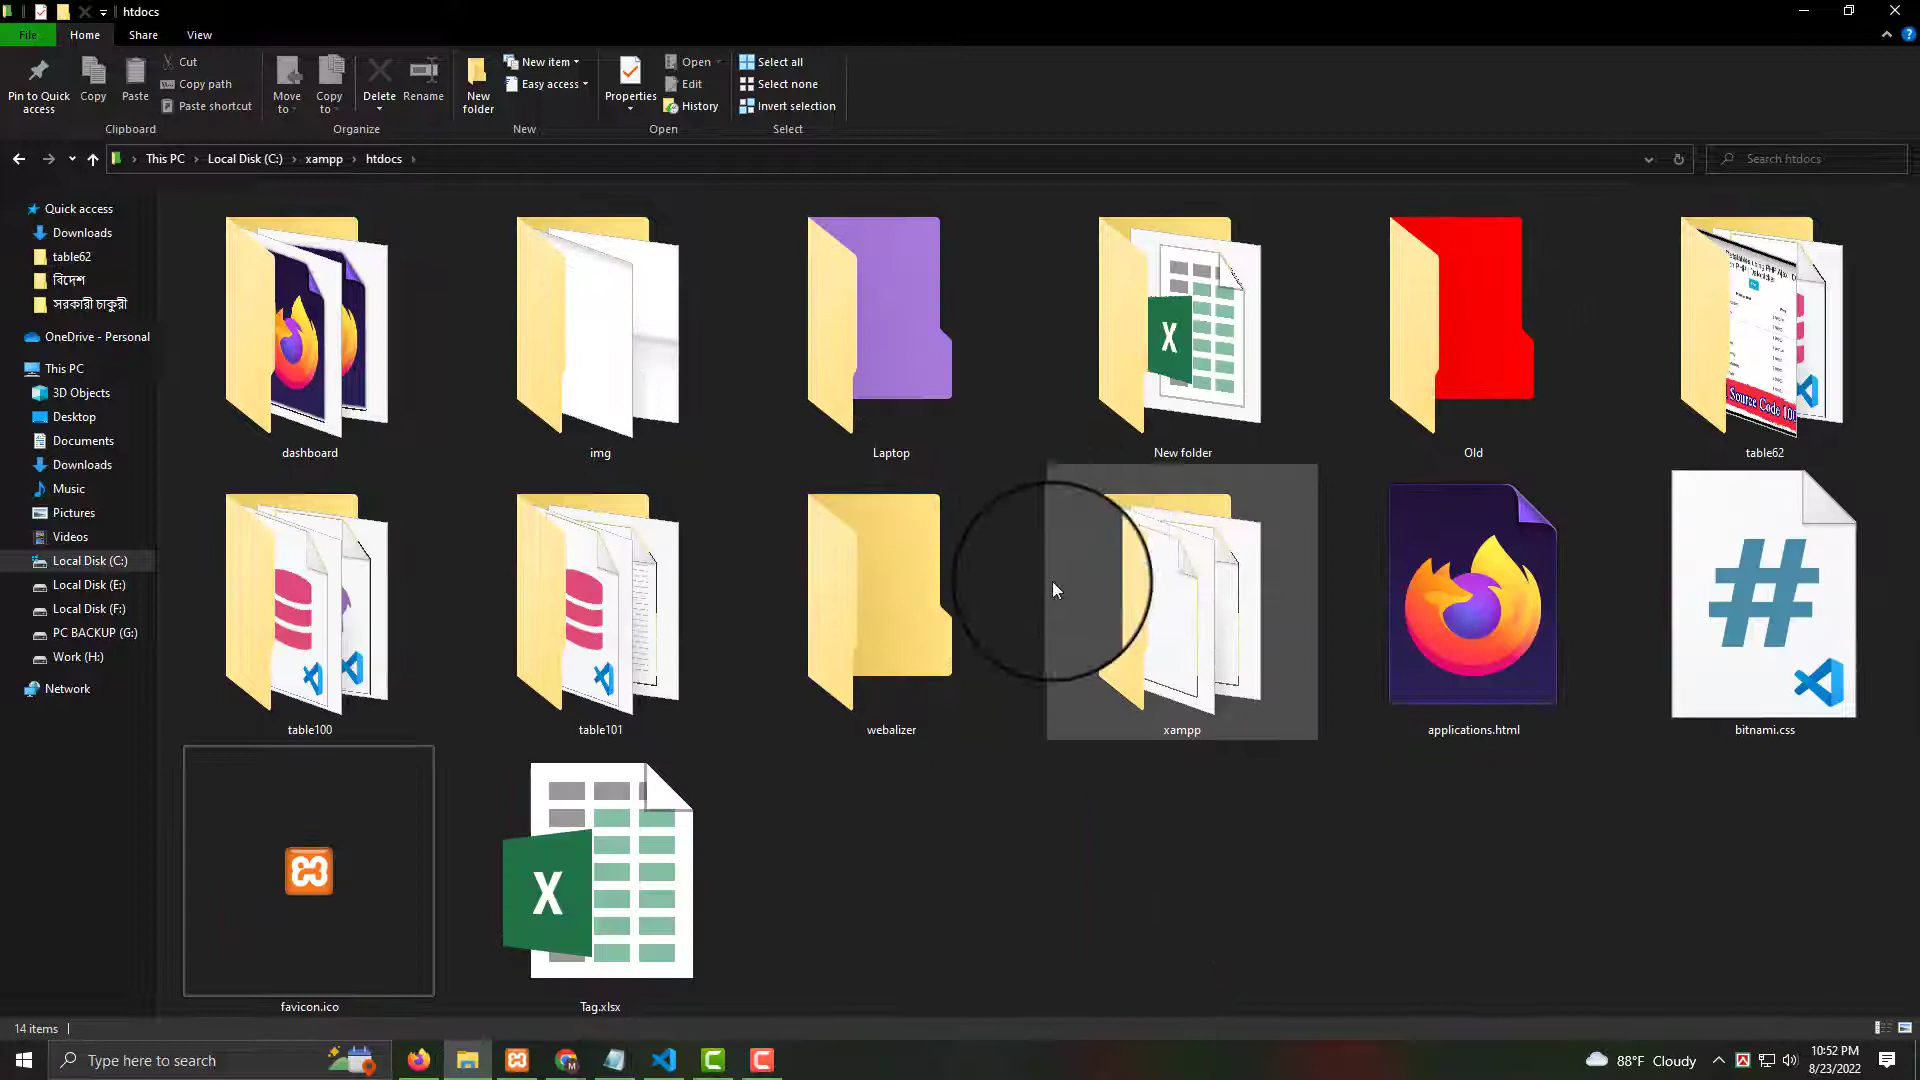 htdocs
File
Home
Share
View
Pin to Quick access
Copy
Paste
Cut
Copy path
Paste shortcut
Clipboard
Move to
Copy to
Delete
Rename
Organize
New folder
New item
Easy access
New
Properties
Open
Edit
History
Open
Select all
Select none
Invert selection
Select
This PC
Local Disk (C:)
xampp
htdocs
Search htdocs
Quick access
Downloads
table62
বিদেশ
সরকারী চাকুরী
OneDrive - Personal
This PC
3D Objects
Desktop
Documents
Downloads
Music
Pictures
Videos
Local Disk (C:)
Local Disk (E:)
Local Disk (F:)
PC BACKUP (G:)
Work (H:)
Network
Source Code 100
dashboard
img
Laptop
New folder
Old
table62
table100
table101
webalizer
xampp
applications.html
bitnami.css
favicon.ico
Tag.xlsx
14 items
Type here to search
88°F Cloudy
10:52 PM
8/23/2022